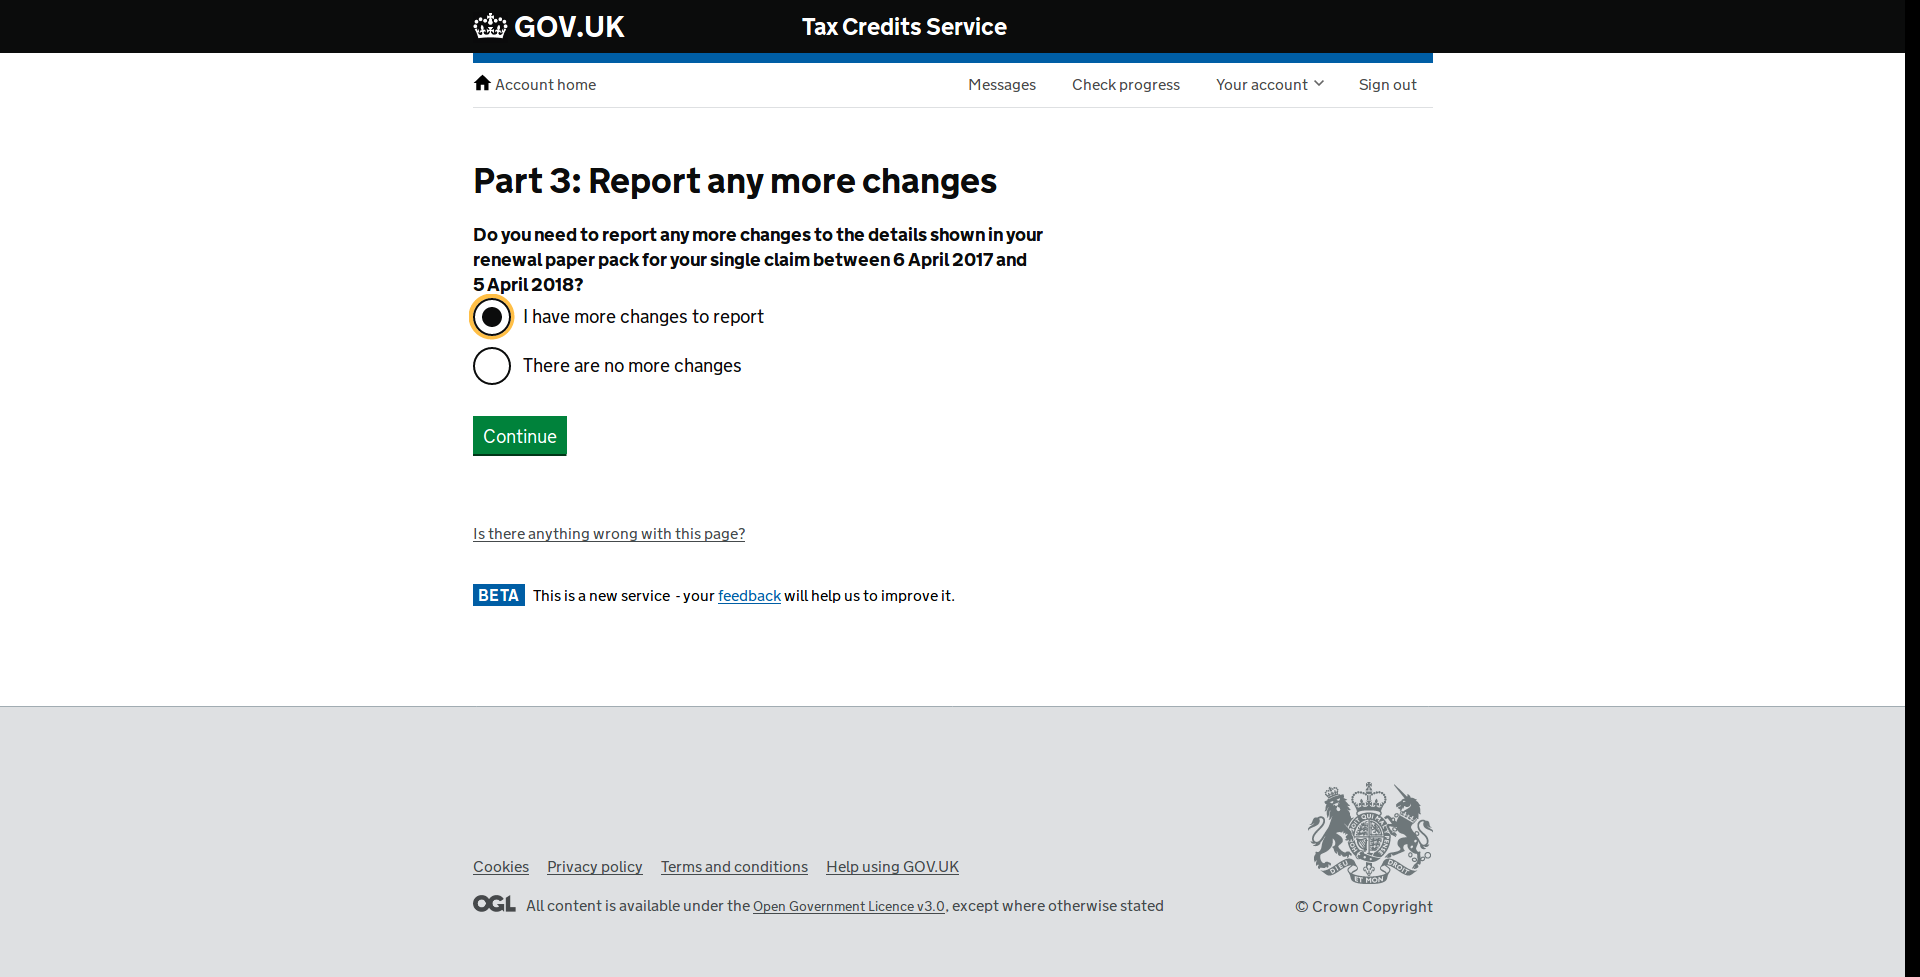 GOV.UK
Tax Credits Service
Account home
Messages
Check progress
Your account
Sign out
Part 3: Report any more changes
Do you need to report any more changes to the details shown in your
renewal paper pack for your single claim between 6 April 2017 and
5 April 2018?
I have more changes to report
There are no more changes
Continue
Is there anything wrong with this page?
BETA This is a new service - your feedback will help us to improve it.
Cookies
Privacy policy
Terms and conditions
Help using GOV.UK
OGL All content is available under the Open Government Licence v3.0, except where otherwise stated
© Crown Copyright